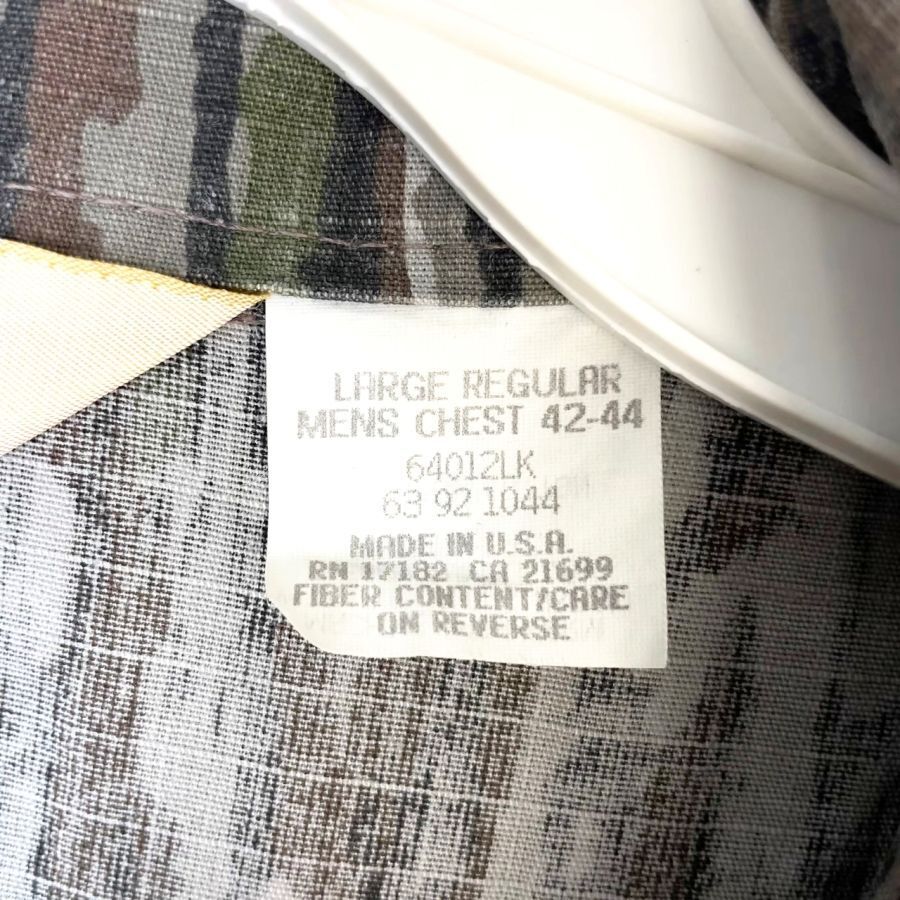 LARGE REGULAR
MENS CHEST 42-44
64012LK
63 92 1044
MADE IN U.S.A.
RN 17182 CA 21699
FIBER CONTENT/CARE
ON REVERSE